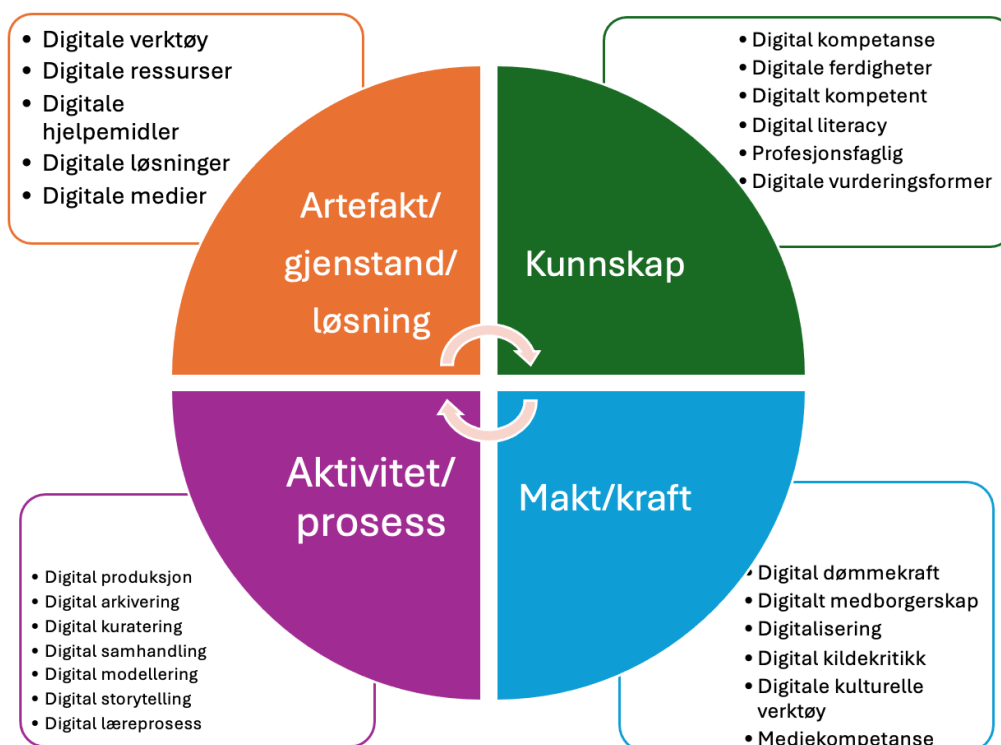 • Digitale verktøy
• Digitale ressurser
• Digitale
hjelpemidler
• Digitale løsninger
• Digitale medier
• Digital kompetanse
• Digitale ferdigheter
• Digitalt kompetent
• Digital literacy
• Profesjonsfaglig
• Digitale vurderingsformer
Artefakt/
gjenstand/
løsning
Kunnskap
Aktivitet/
prosess
Makt/kraft
• Digital produksjon
• Digital arkivering
• Digital kuratering
• Digital samhandling
• Digital modellering
• Digital storytelling
• Digital læreprosess
• Digital dømmekraft
• Digitalt medborgerskap
• Digitalisering
• Digital kildekritikk
• Digitale kulturelle
verktøy
• Mediekompetanse